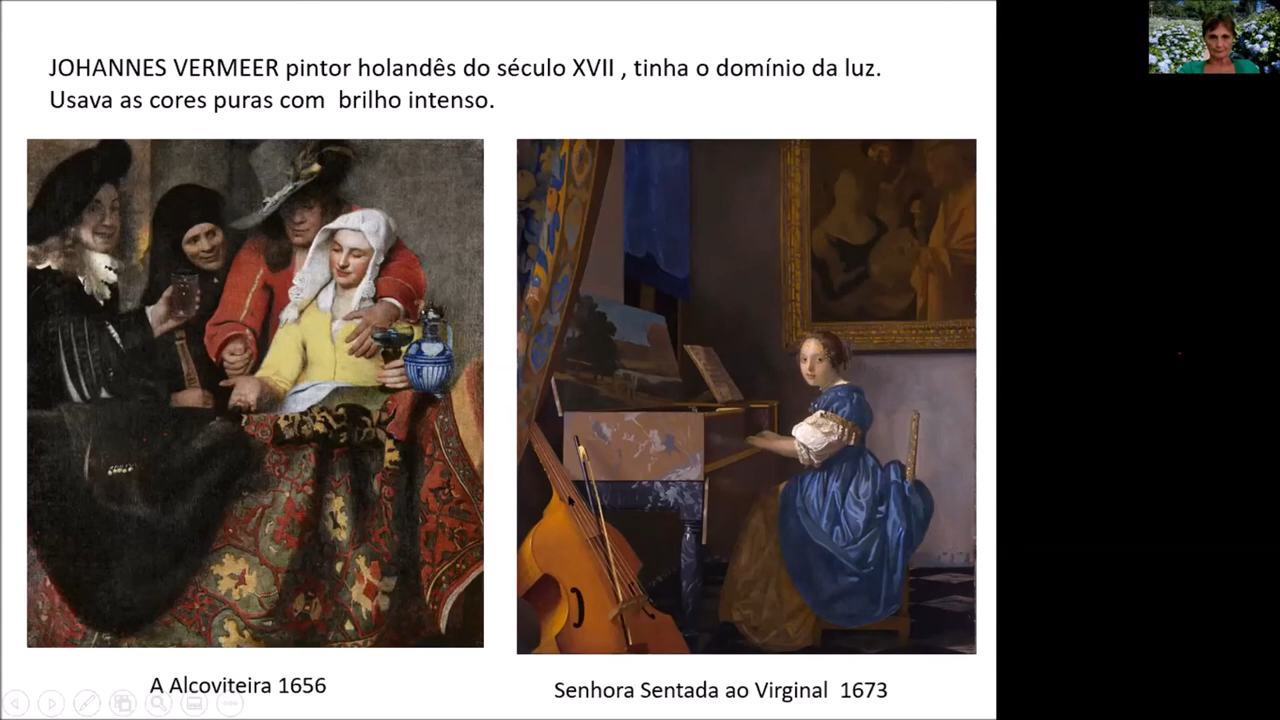 JOHANNES VERMEER pintor holandês do século XVII , tinha o domínio da luz.
Usava as cores puras com brilho intenso.
A Alcoviteira 1656
Senhora Sentada ao Virginal 1673